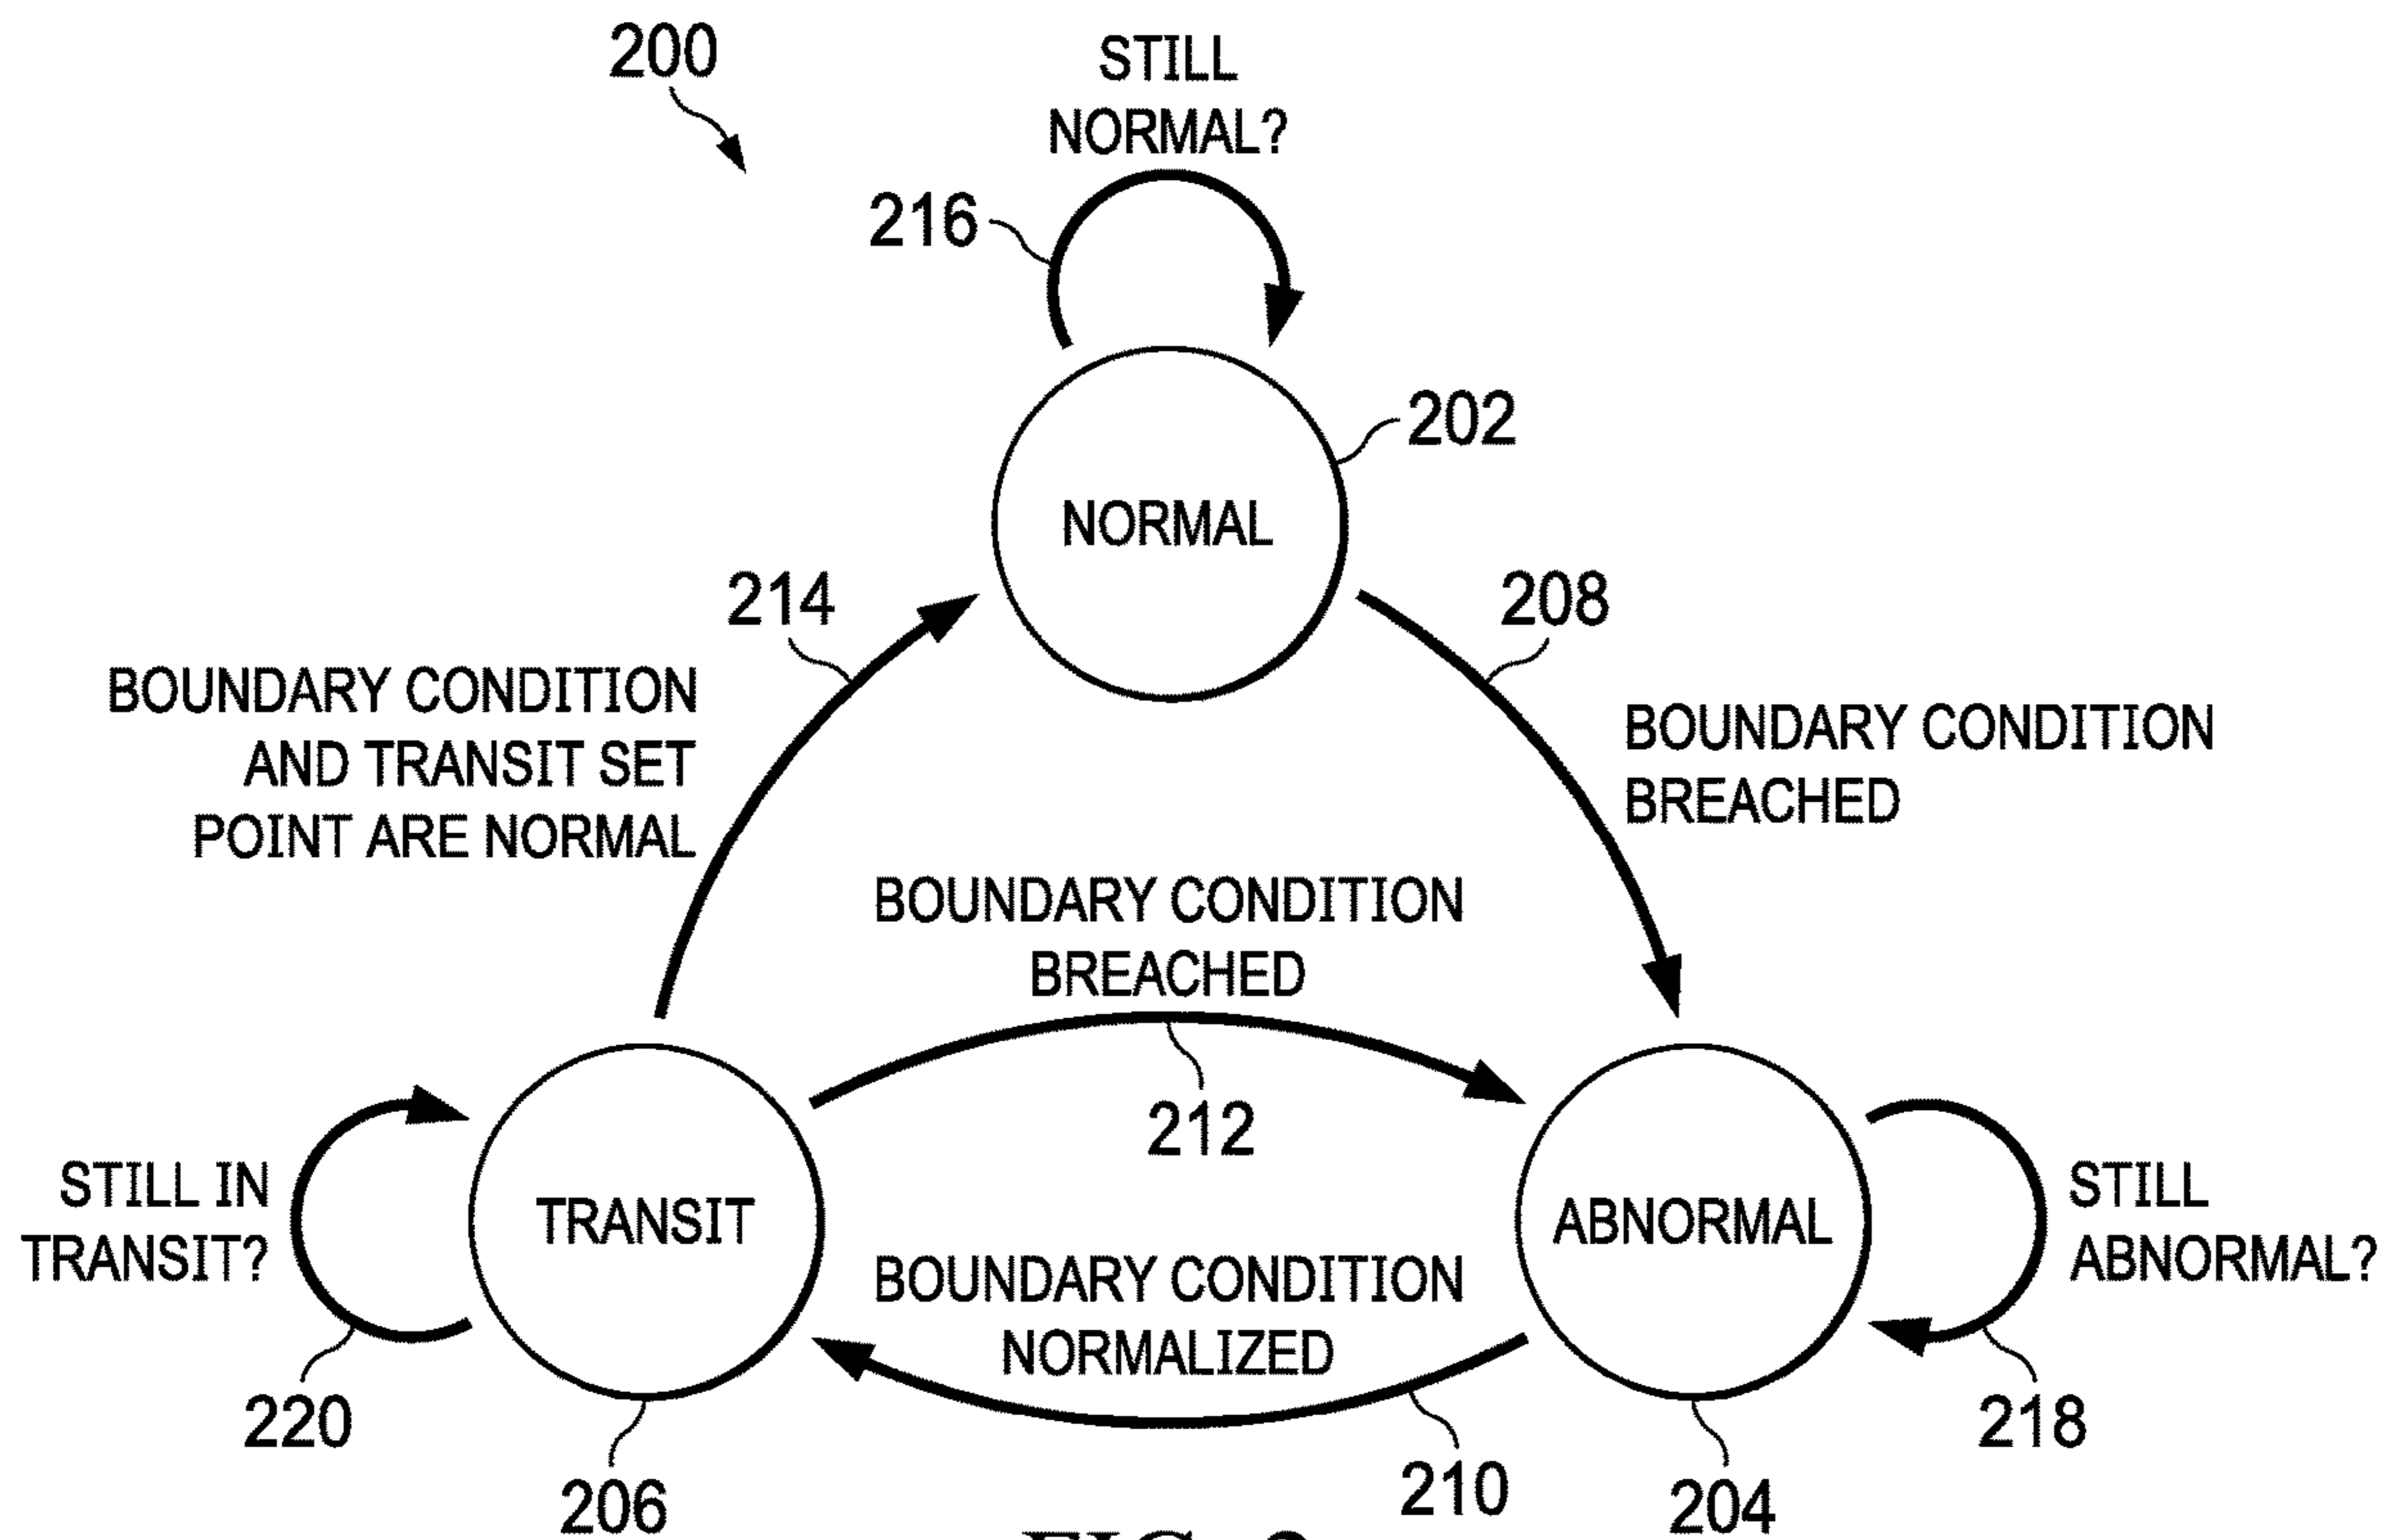 200
STILL
NORMAL?
216
202
NORMAL
214
208
BOUNDARY CONDITION
AND TRANSIT SET
POINT ARE NORMAL
BOUNDARY CONDITION
BREACHED
BOUNDARY CONDITION
BREACHED
212
STILL IN
TRANSIT?
TRANSIT
ABNORMAL
STILL
ABNORMAL?
BOUNDARY CONDITION
NORMALIZED
220
206
210
204
218